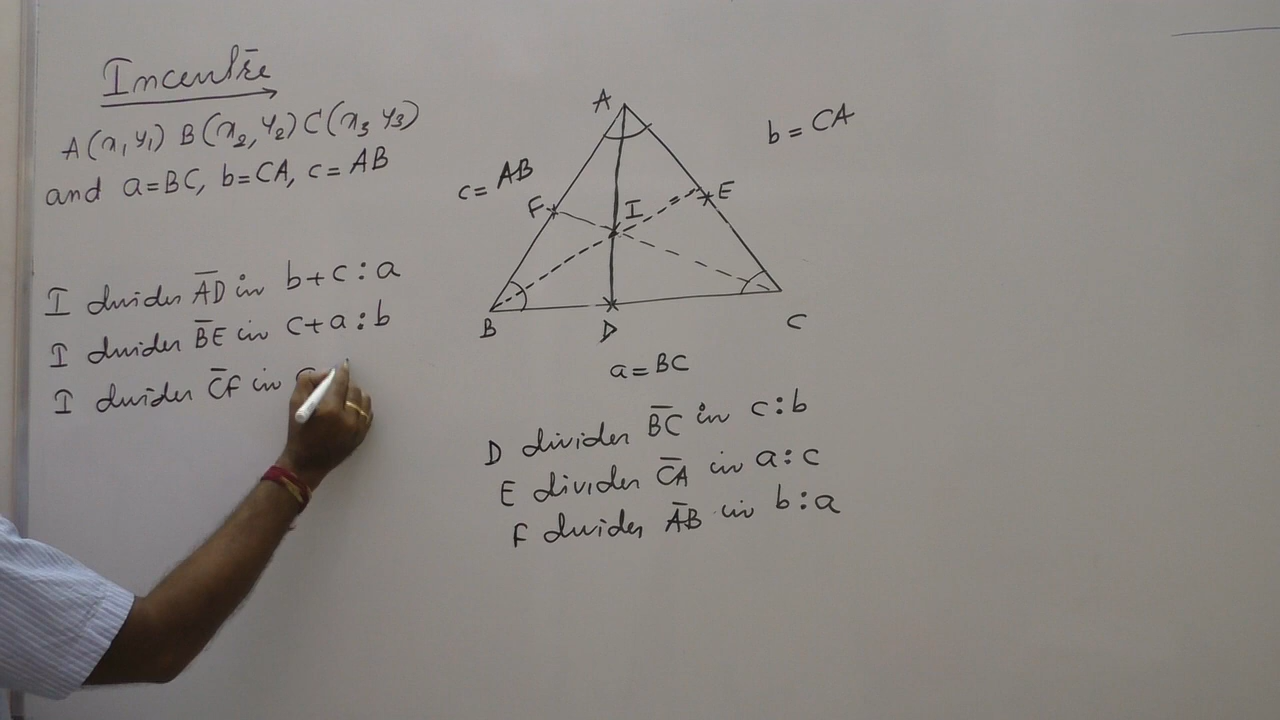 Incentre
A(x, y1) B(x2, y2) C(x3 y3)
and a=BC, b=CA, c=AB
I divides AD in b+c : a
I divides BE in c+a : b
I divides CF in
A
b = CA
c = AB
F
I
E
B
D
C
a = BC
D divides BC in c:b
E divides CA in a:c
F divides AB in b:a